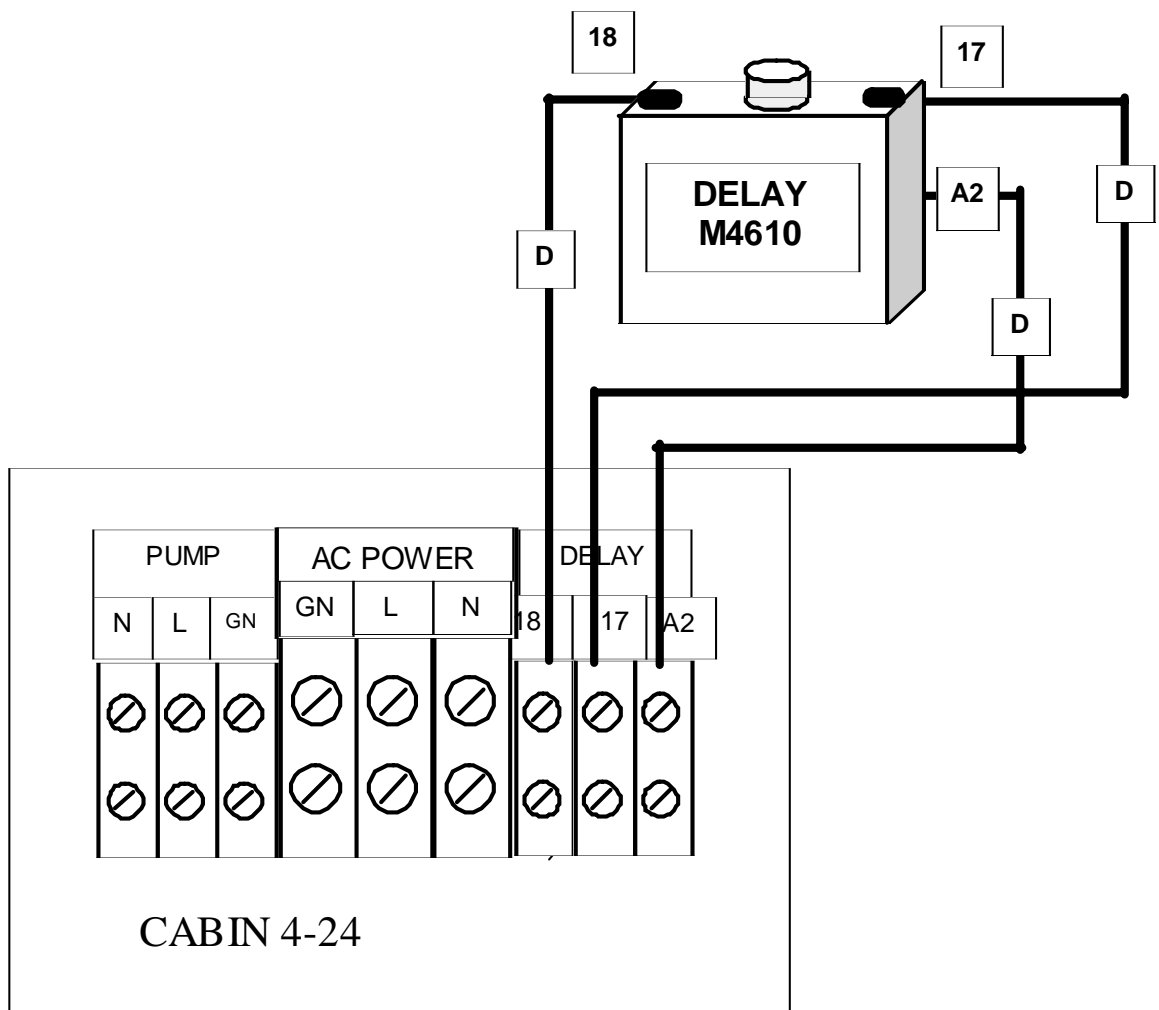 18
17
DELAY
M4610
A2
D
D
D
PUMP
AC POWER
DELAY
N L GN
GN L N
18 17 A2
CABIN 4-24